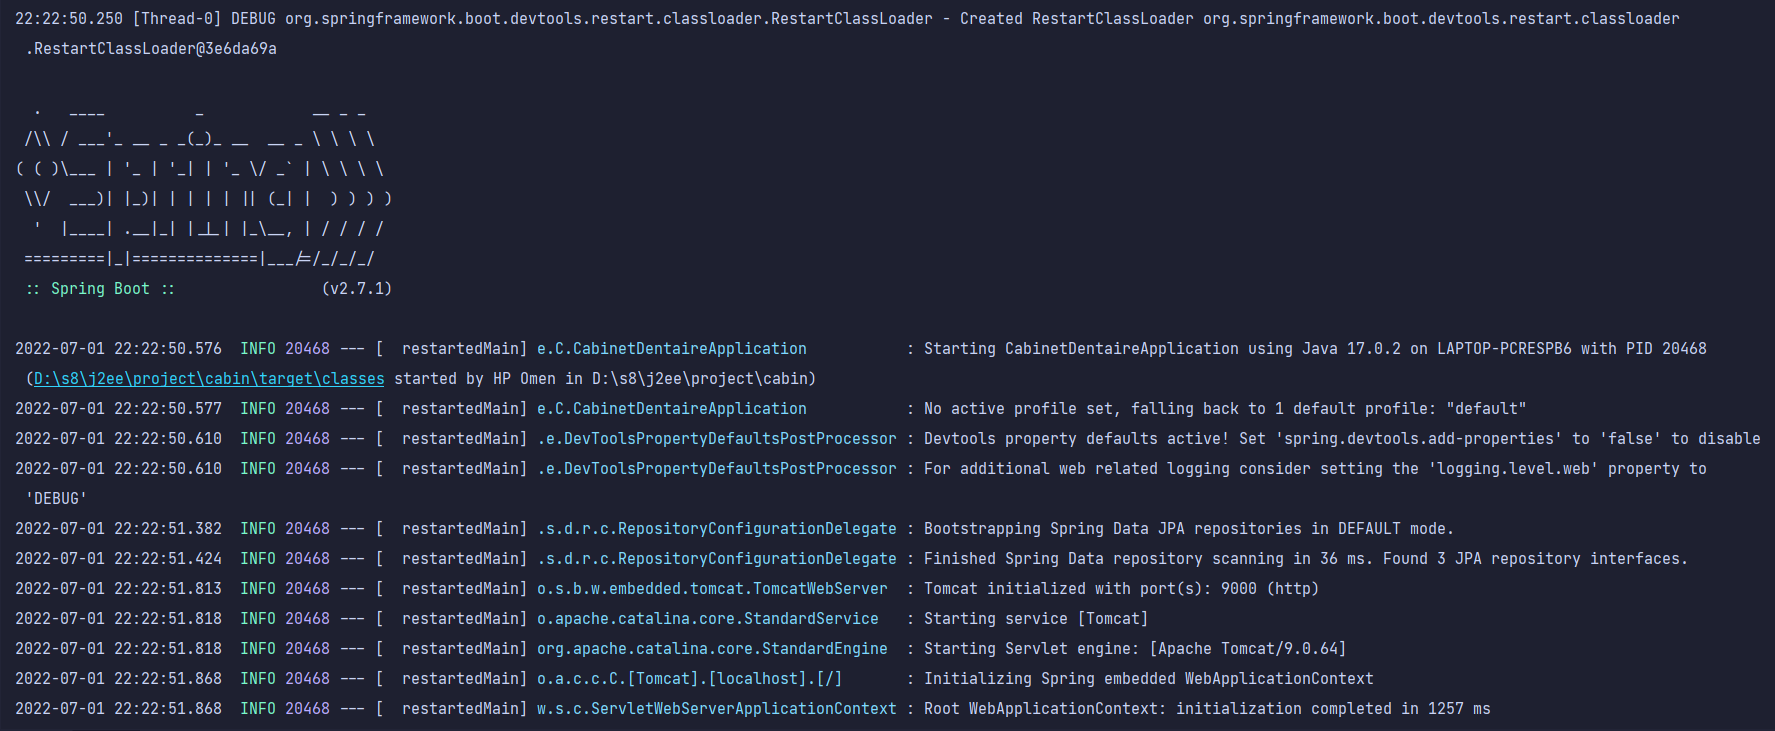 22:22:50.250 [Thread-0] DEBUG org.springframework.boot.devtools.restart.classloader.RestartClassLoader - Created RestartClassLoader org.springframework.boot.devtools.restart.classloader
 .RestartClassLoader@3e6da69a

  .   ____          _            __ _ _
 /\\ / ___'_ __ _ _(_)_ __  __ _ \ \ \ \
( ( )\___ | '_ | '_| | '_ \/ _` | \ \ \ \
 \\/  ___)| |_)| | | | | || (_| |  ) ) ) )
  '  |____| .__|_| |_|_| |_\__, | / / / /
 =========|_|==============|___/=/_/_/_/
 :: Spring Boot ::                (v2.7.1)

2022-07-01 22:22:50.576  INFO 20468 --- [  restartedMain] e.C.CabinetDentaireApplication           : Starting CabinetDentaireApplication using Java 17.0.2 on LAPTOP-PCRESPB6 with PID 20468
 (D:\s8\j2ee\project\cabin\target\classes started by HP Omen in D:\s8\j2ee\project\cabin)
2022-07-01 22:22:50.577  INFO 20468 --- [  restartedMain] e.C.CabinetDentaireApplication           : No active profile set, falling back to 1 default profile: "default"
2022-07-01 22:22:50.610  INFO 20468 --- [  restartedMain] .e.DevToolsPropertyDefaultsPostProcessor : Devtools property defaults active! Set 'spring.devtools.add-properties' to 'false' to disable
2022-07-01 22:22:50.610  INFO 20468 --- [  restartedMain] .e.DevToolsPropertyDefaultsPostProcessor : For additional web related logging consider setting the 'logging.level.web' property to
 'DEBUG'
2022-07-01 22:22:51.382  INFO 20468 --- [  restartedMain] .s.d.r.c.RepositoryConfigurationDelegate : Bootstrapping Spring Data JPA repositories in DEFAULT mode.
2022-07-01 22:22:51.424  INFO 20468 --- [  restartedMain] .s.d.r.c.RepositoryConfigurationDelegate : Finished Spring Data repository scanning in 36 ms. Found 3 JPA repository interfaces.
2022-07-01 22:22:51.813  INFO 20468 --- [  restartedMain] o.s.b.w.embedded.tomcat.TomcatWebServer  : Tomcat initialized with port(s): 9000 (http)
2022-07-01 22:22:51.818  INFO 20468 --- [  restartedMain] o.apache.catalina.core.StandardService   : Starting service [Tomcat]
2022-07-01 22:22:51.818  INFO 20468 --- [  restartedMain] org.apache.catalina.core.StandardEngine  : Starting Servlet engine: [Apache Tomcat/9.0.64]
2022-07-01 22:22:51.868  INFO 20468 --- [  restartedMain] o.a.c.c.C.[Tomcat].[localhost].[/]       : Initializing Spring embedded WebApplicationContext
2022-07-01 22:22:51.868  INFO 20468 --- [  restartedMain] w.s.c.ServletWebServerApplicationContext : Root WebApplicationContext: initialization completed in 1257 ms